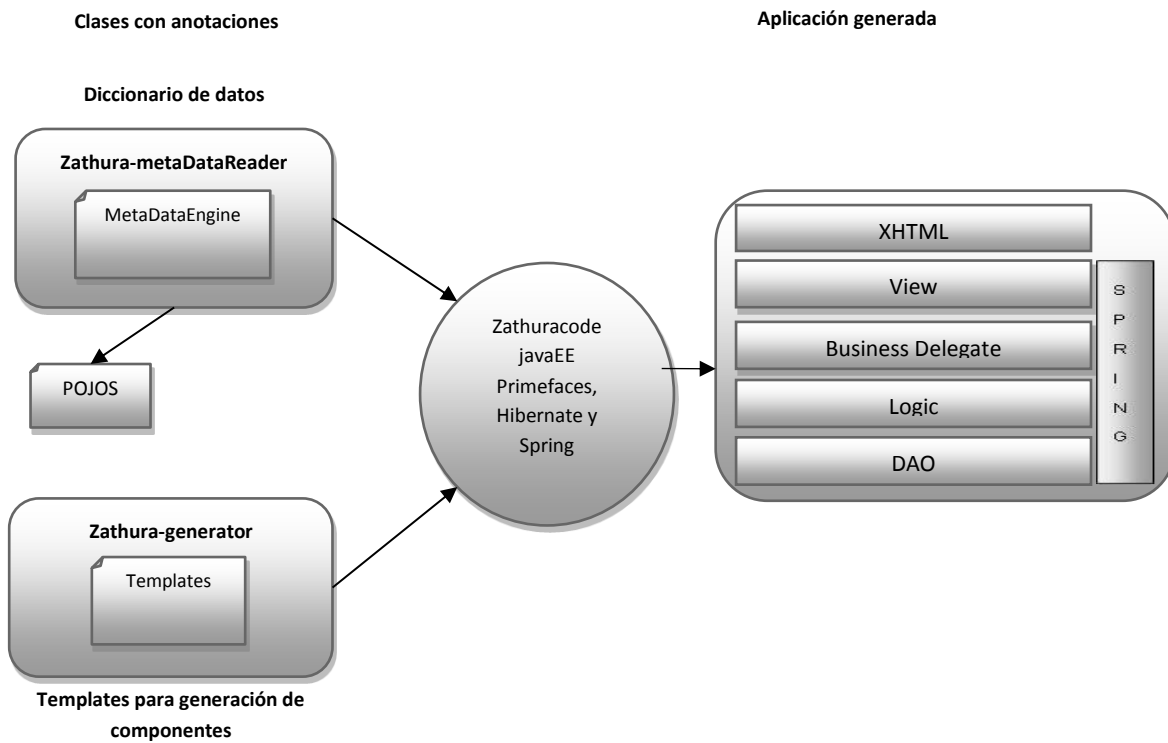 Clases con anotaciones
Aplicación generada
Diccionario de datos
Zathura-metaDataReader
MetaDataEngine
POJOS
Zathura-generator
Templates
Templates para generación de
componentes
Zathuracode
javaEE
Primefaces,
Hibernate y
Spring
XHTML
View
Business Delegate
Logic
DAO
SPRING